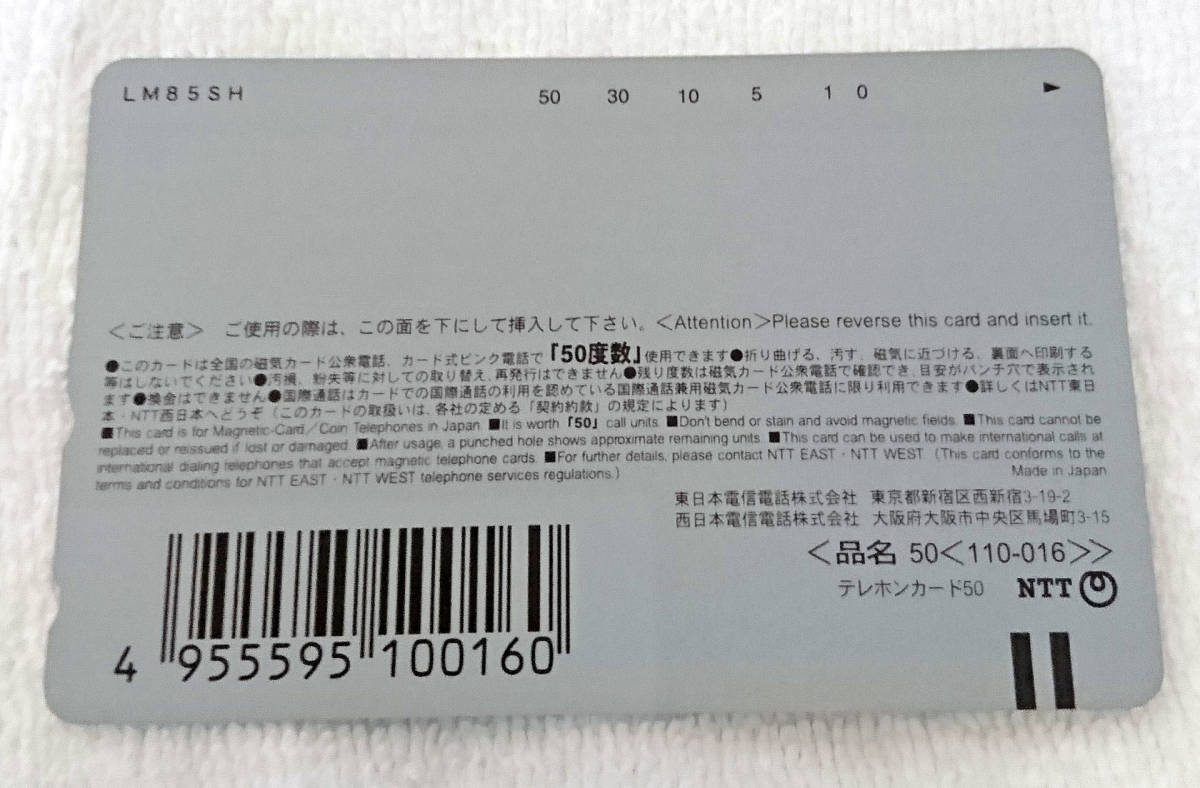 LM85SH 50 30 10 5 1 0 ►
＜ご注意＞ ご使用の際は、この面を下にして挿入して下さい。＜Attention＞Please reverse this card and insert it.
●このカードは全国の磁気カード公衆電話、カード式ピンク電話で「50度数」使用できます●折り曲げる、汚す、磁気に近づける、裏面へ印刷する
等はしないでください●汚損、紛失等に対しての取り替え、再発行はできません●残り度数は磁気カード公衆電話で確認でき、目安がパンチ穴で表示され
ます●換金はできません●国際通話はカードでの国際通話の利用を認めている国際通話兼用磁気カード公衆電話に限り利用できます●詳しくはNTT東日
本・NTT西日本へどうぞ（このカードの取扱いは、各社の定める「契約約款」の規定によります）
■This card is for Magnetic-Card／Coin Telephones in Japan ■It is worth「50」call units. ■Don't bend or stain and avoid magnetic fields. ■This card cannot be
replaced or reissued if lost or damaged. ■After usage, a punched hole shows approximate remaining units. ■This card can be used to make international calls at
international dialing telephones that accept magnetic telephone cards. ■For further details, please contact NTT EAST・NTT WEST（This card conforms to the
terms and conditions for NTT EAST・NTT WEST telephone services regulations.） Made in Japan
東日本電信電話株式会社 東京都新宿区西新宿3-19-2
西日本電信電話株式会社 大阪府大阪市中央区馬場町3-15
＜品名 50＜110-016＞＞
テレホンカード50 NTT
4 955595 100160